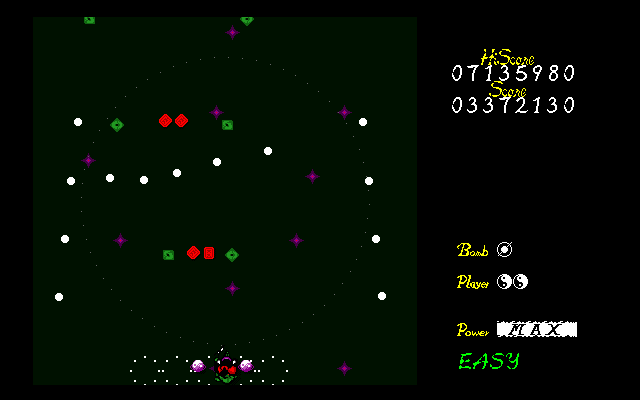 HiScore
07135980
Score
03372130
Bomb
Player
Power MAX
EASY